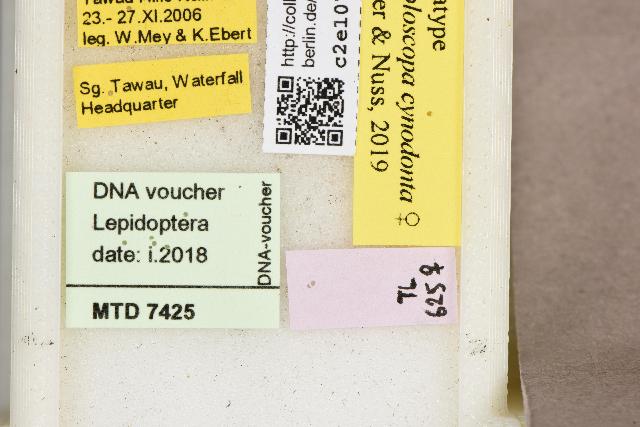 23.- 27.XI.2006
leg. W.Mey & K.Ebert
Sg. Tawau, Waterfall
Headquarter
http://coll
berlin.de/
c2e10
atype
loscopa cynodonta ♀
er & Nuss, 2019
DNA voucher
Lepidoptera
date: i.2018
DNA-voucher
MTD 7425
TL